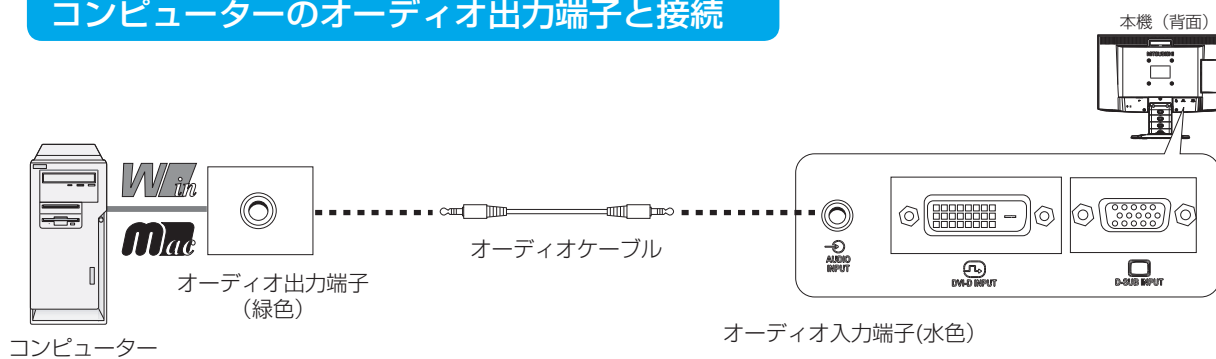 コンピューターのオーディオ出力端子と接続
本機（背面）
MITSUBISHI
Win
Mac
オーディオケーブル
AUDIO
INPUT
DVI-D INPUT
D-SUB INPUT
オーディオ出力端子
（緑色）
オーディオ入力端子(水色）
コンピューター